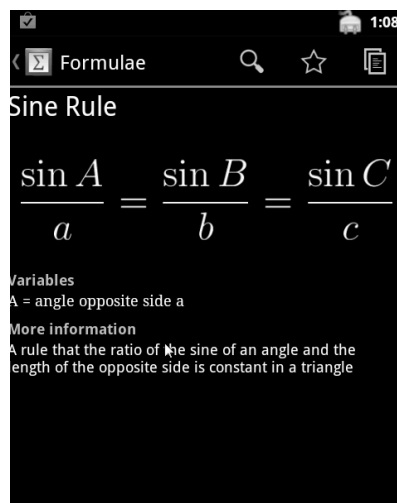 1:08
Σ Formulae
Sine Rule
sin A / a = sin B / b = sin C / c
Variables
A = angle opposite side a
More information
A rule that the ratio of the sine of an angle and the
length of the opposite side is constant in a triangle